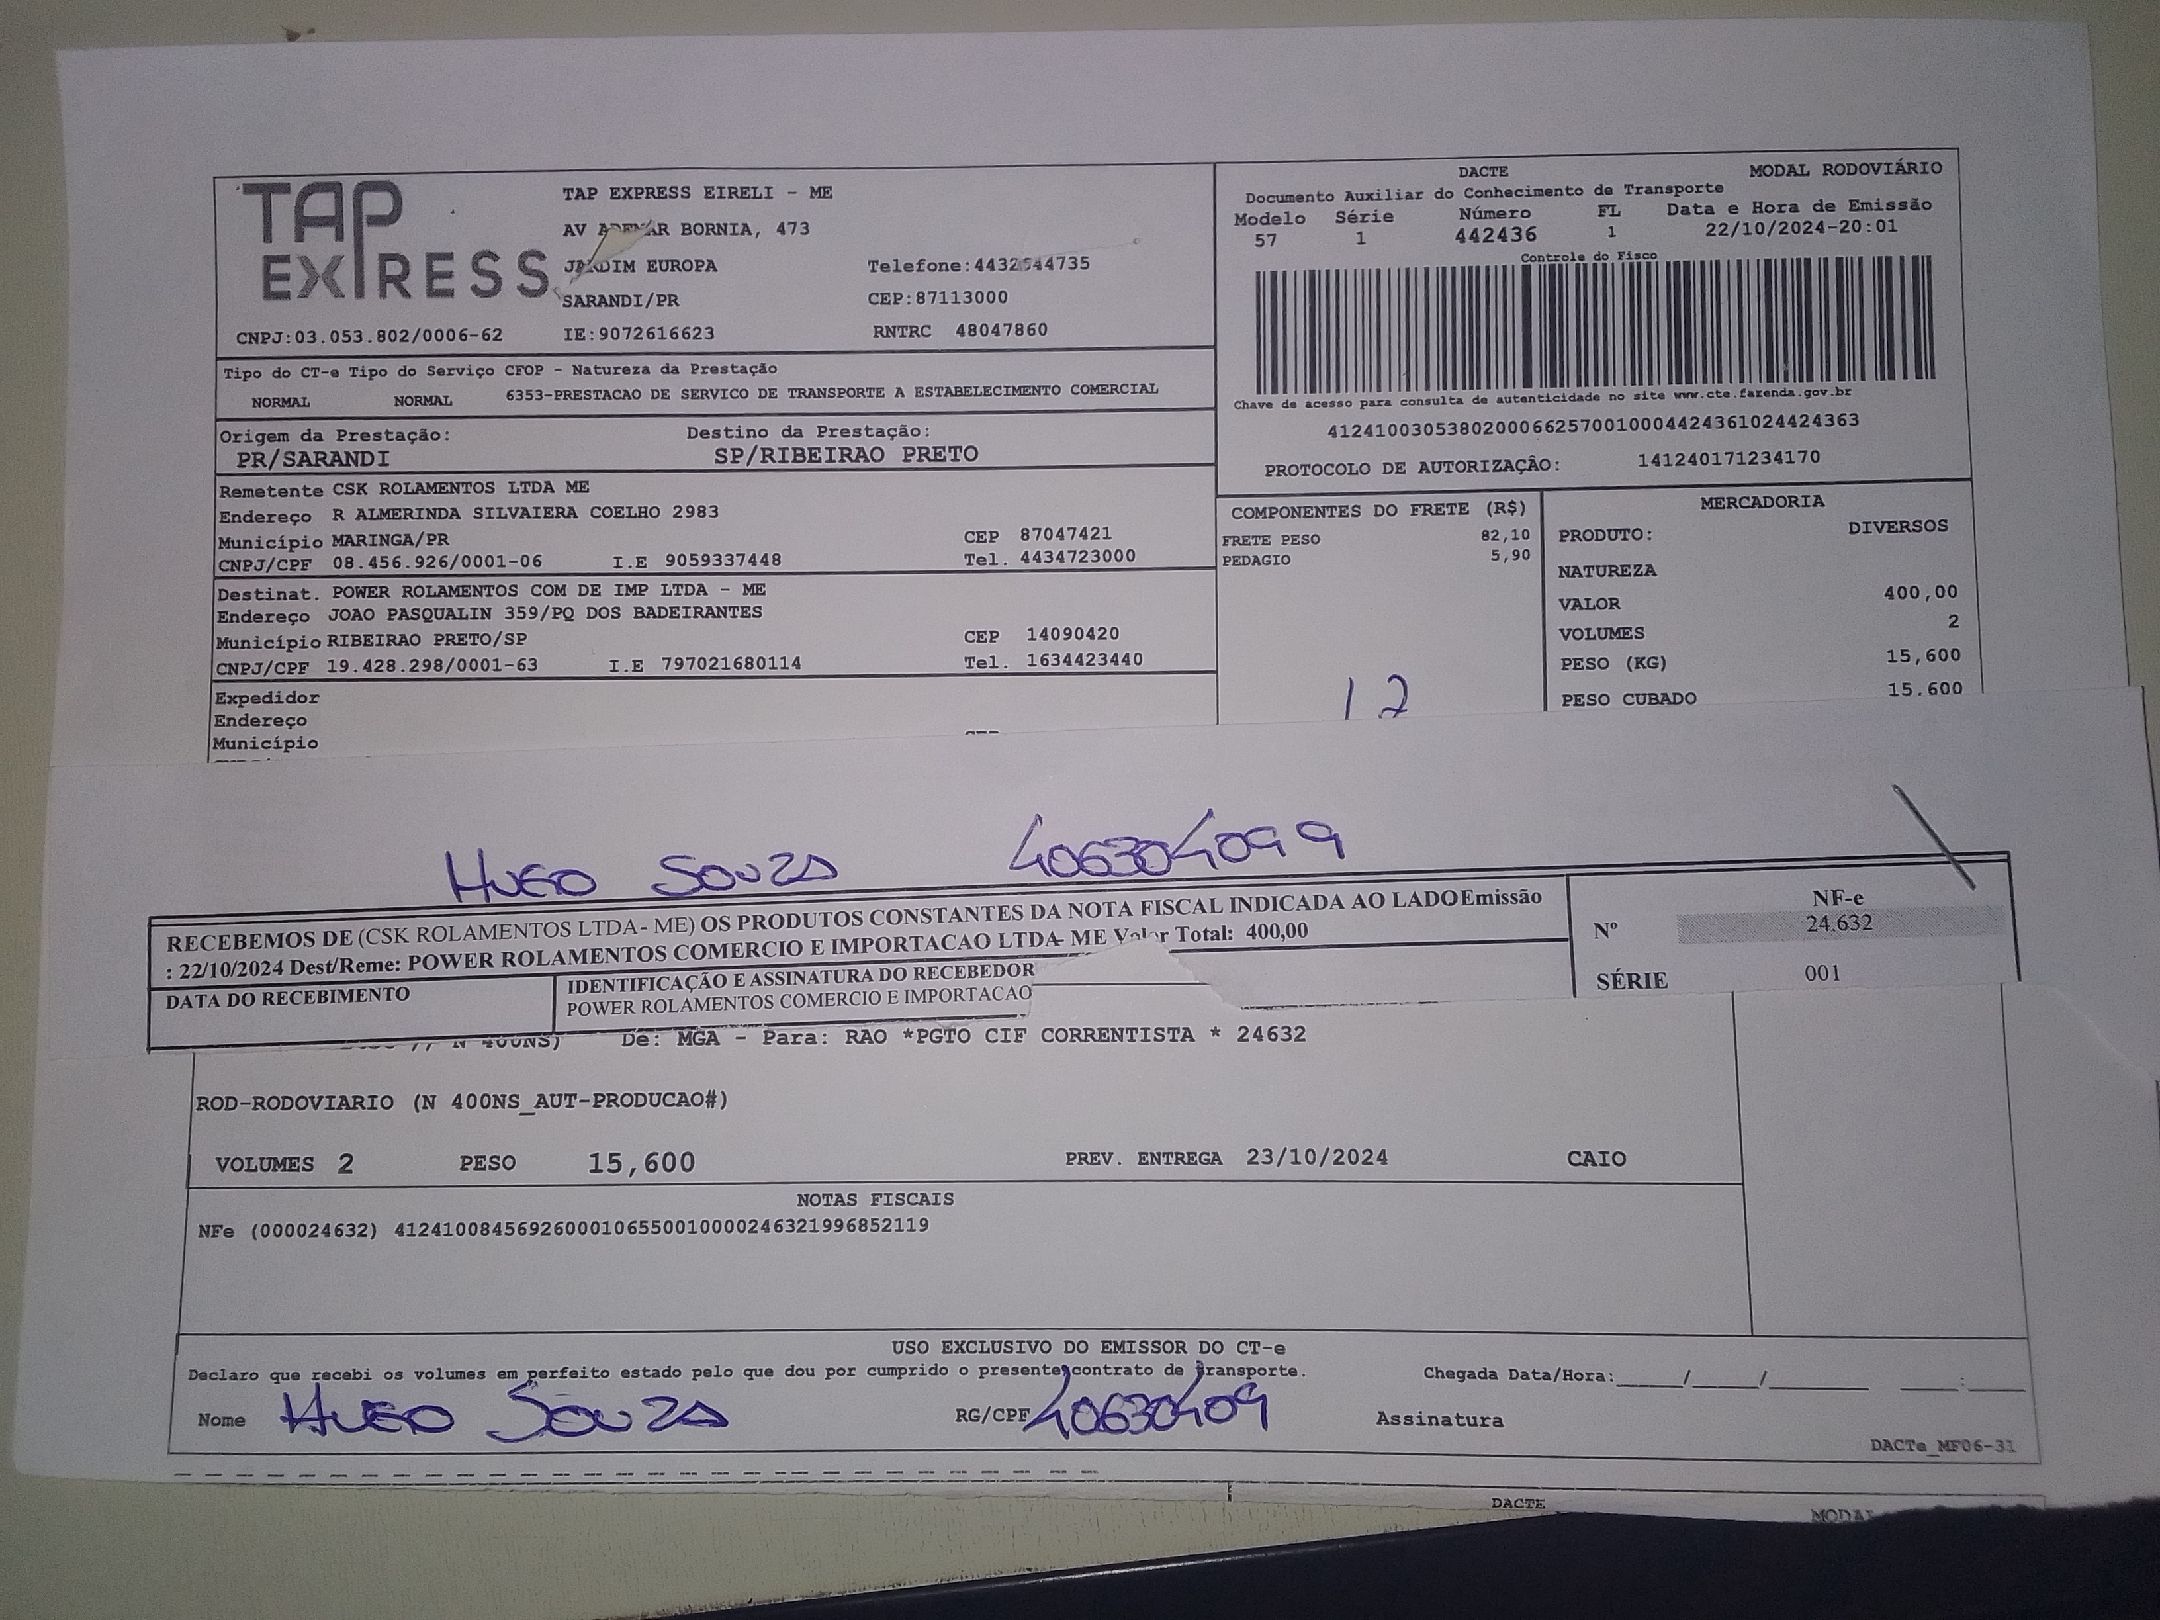 TAP EXPRESS
TAP EXPRESS EIRELI - ME
AV ADEMAR BORNIA, 473
JARDIM EUROPA Telefone:4432644735
SARANDI/PR CEP:87113000
CNPJ:03.053.802/0006-62 IE:9072616623 RNTRC 48047860
DACTE MODAL RODOVIÁRIO
Documento Auxiliar do Conhecimento de Transporte
Modelo Série Número FL Data e Hora de Emissão
57 1 442436 1 22/10/2024-20:01
Controle do Fisco
Chave de acesso para consulta de autenticidade no site www.cte.fazenda.gov.br
41241003053802000662570010004424361024424363
PROTOCOLO DE AUTORIZAÇÃO: 141240171234170
Tipo do CT-e Tipo do Serviço CFOP - Natureza da Prestação
NORMAL NORMAL 6353-PRESTACAO DE SERVICO DE TRANSPORTE A ESTABELECIMENTO COMERCIAL
Origem da Prestação: Destino da Prestação:
PR/SARANDI SP/RIBEIRAO PRETO
Remetente CSK ROLAMENTOS LTDA ME
Endereço R ALMERINDA SILVAIERA COELHO 2983
Município MARINGA/PR CEP 87047421
CNPJ/CPF 08.456.926/0001-06 I.E 9059337448 Tel. 4434723000
Destinat. POWER ROLAMENTOS COM DE IMP LTDA - ME
Endereço JOAO PASQUALIN 359/PQ DOS BADEIRANTES
Município RIBEIRAO PRETO/SP CEP 14090420
CNPJ/CPF 19.428.298/0001-63 I.E 797021680114 Tel. 1634423440
Expedidor
Endereço
Município
COMPONENTES DO FRETE (R$)
FRETE PESO 82,10
PEDAGIO 5,90
12
MERCADORIA
PRODUTO: DIVERSOS
NATUREZA
VALOR 400,00
VOLUMES 2
PESO (KG) 15,600
PESO CUBADO 15.600
HUGO SOUZA 406304099
RECEBEMOS DE (CSK ROLAMENTOS LTDA- ME) OS PRODUTOS CONSTANTES DA NOTA FISCAL INDICADA AO LADOEmissão
: 22/10/2024 Dest/Reme: POWER ROLAMENTOS COMERCIO E IMPORTACAO LTDA- ME Valor Total: 400,00
DATA DO RECEBIMENTO
IDENTIFICAÇÃO E ASSINATURA DO RECEBEDOR
POWER ROLAMENTOS COMERCIO E IMPORTACAO
NF-e
Nº 24.632
SÉRIE 001
N 400NS) De: MGA - Para: RAO *PGTO CIF CORRENTISTA * 24632
ROD-RODOVIARIO (N 400NS_AUT-PRODUCAO#)
VOLUMES 2 PESO 15,600 PREV. ENTREGA 23/10/2024 CAIO
NOTAS FISCAIS
NFe (000024632) 41241008456926000106550010000246321996852119
USO EXCLUSIVO DO EMISSOR DO CT-e
Declaro que recebi os volumes em perfeito estado pelo que dou por cumprido o presente contrato de transporte. Chegada Data/Hora:_____/_____/________ ____:____
Nome HUGO SOUZA RG/CPF 40630409 Assinatura
DACTe_MF06-31
DACTE